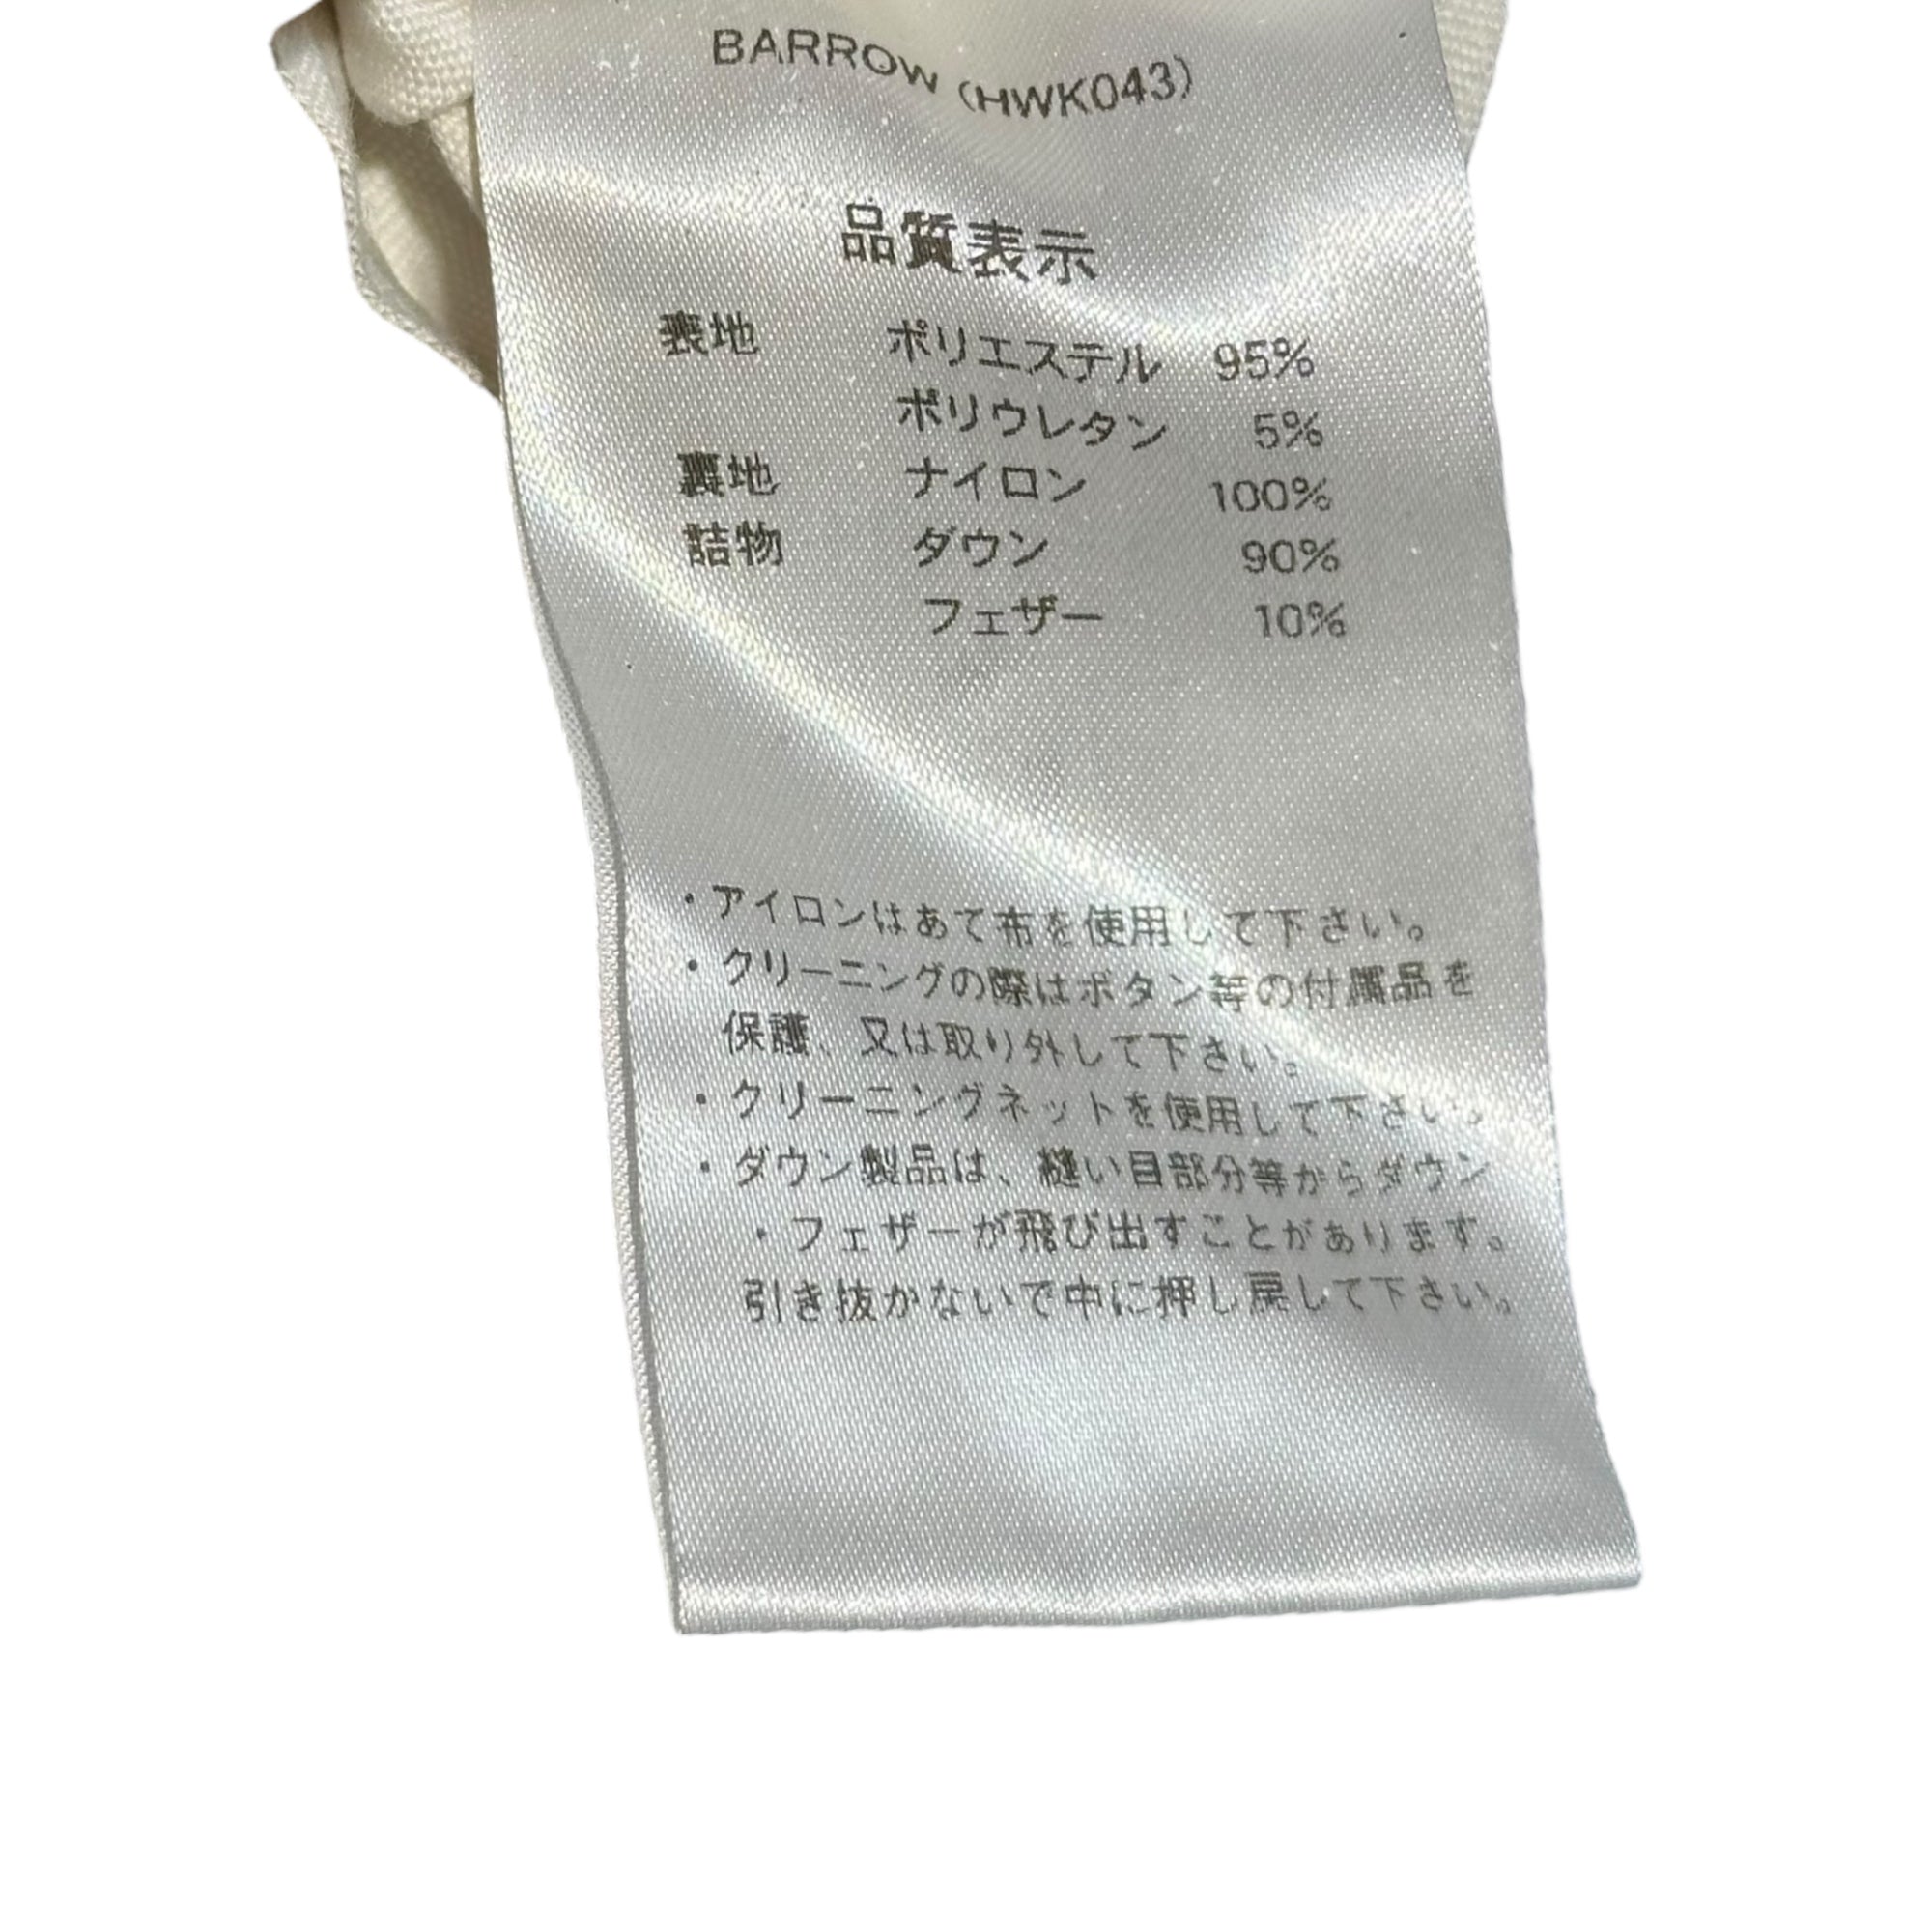 BARROW (HWK043)
品質表示
表地 ポリエステル 95%
ポリウレタン 5%
裏地 ナイロン 100%
詰物 ダウン 90%
フェザー 10%
・アイロンはあて布を使用して下さい。
・クリーニングの際はボタン等の付属品を
保護、又は取り外して下さい。
・クリーニングネットを使用して下さい。
・ダウン製品は、縫い目部分等からダウン
・フェザーが飛び出すことがあります。
引き抜かないで中に押し戻して下さい。